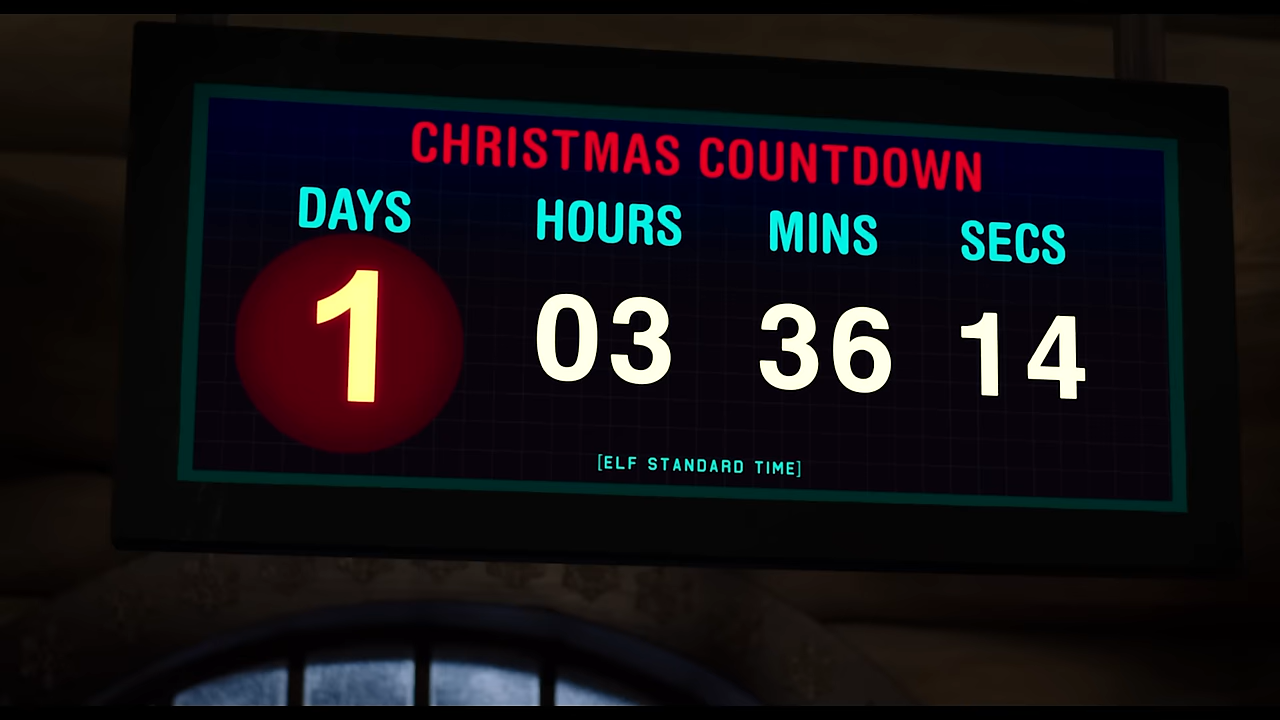 CHRISTMAS COUNTDOWN
DAYS HOURS MINS SECS
1 03 36 14
[ELF STANDARD TIME]